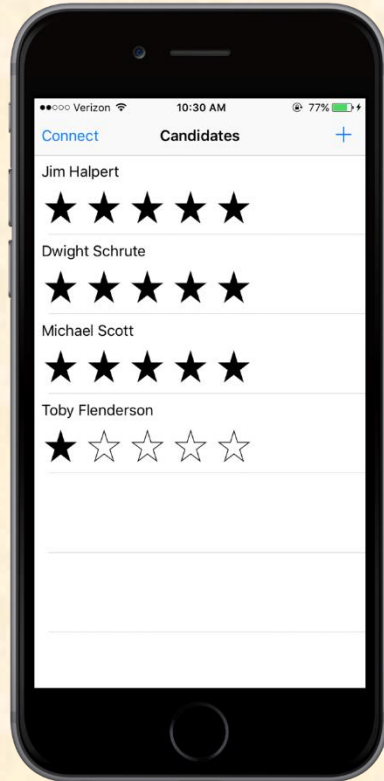 ●●○○○ Verizon 10:30 AM 77%
Connect Candidates +
Jim Halpert
★ ★ ★ ★ ★
Dwight Schrute
★ ★ ★ ★ ★
Michael Scott
★ ★ ★ ★ ★
Toby Flenderson
★ ☆ ☆ ☆ ☆